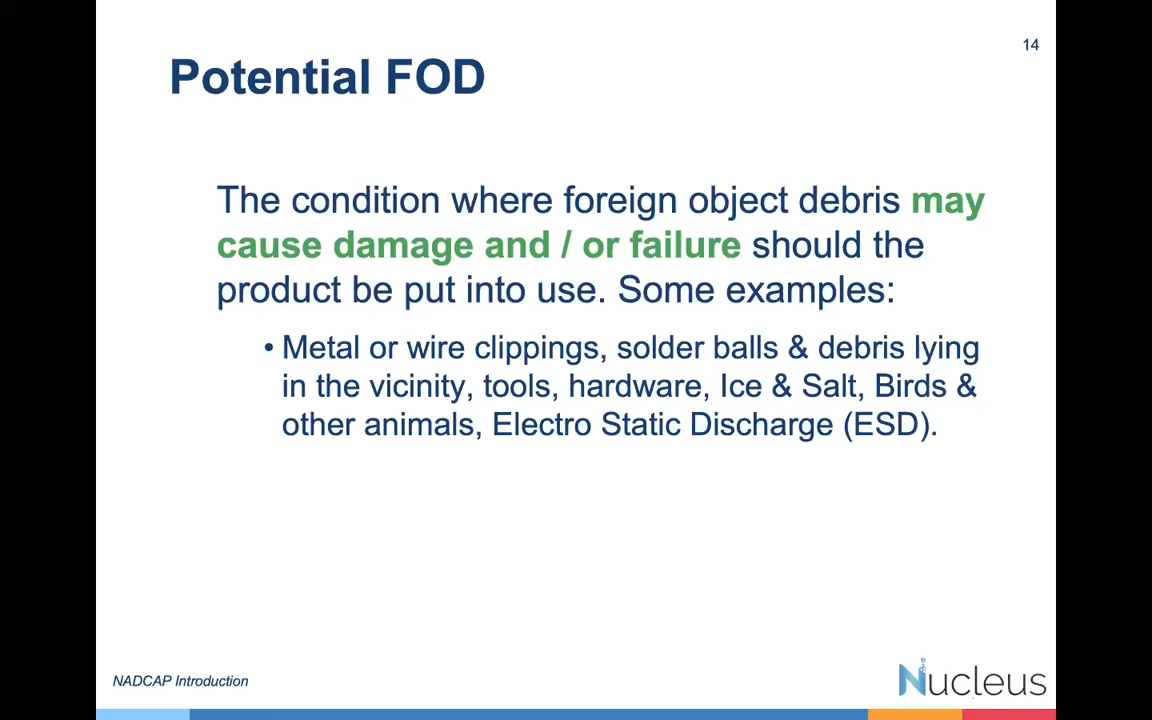 14
Potential FOD
The condition where foreign object debris may
cause damage and / or failure should the
product be put into use. Some examples:
• Metal or wire clippings, solder balls & debris lying
in the vicinity, tools, hardware, Ice & Salt, Birds &
other animals, Electro Static Discharge (ESD).
NADCAP Introduction
Nucleus